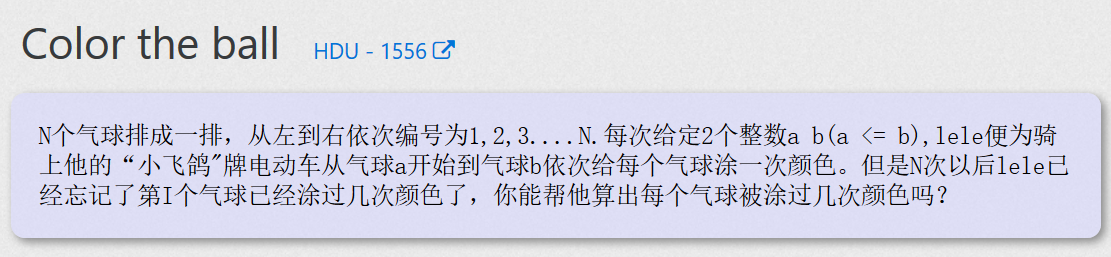 Color the ball HDU - 1556
N个气球排成一排，从左到右依次编号为1,2,3....N.每次给定2个整数a b(a <= b),lele便为骑
上他的“小飞鸽"牌电动车从气球a开始到气球b依次给每个气球涂一次颜色。但是N次以后lele已
经忘记了第I个气球已经涂过几次颜色了，你能帮他算出每个气球被涂过几次颜色吗？